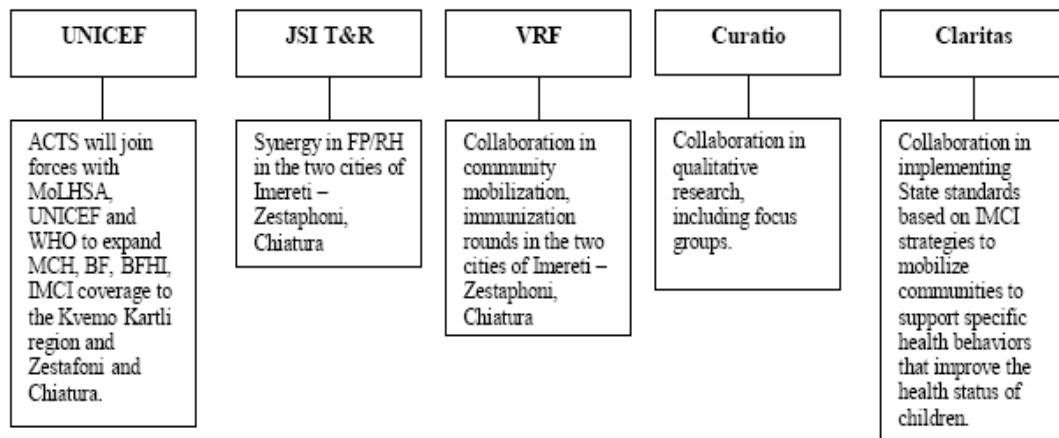 UNICEF
ACTS will join
forces with
MoLHSA,
UNICEF and
WHO to expand
MCH, BF, BFHI,
IMCI coverage to
the Kvemo Kartli
region and
Zestafoni and
Chiatura.
JSI T&R
Synergy in FP/RH
in the two cities of
Imereti –
Zestaphoni,
Chiatura
VRF
Collaboration in
community
mobilization,
immunization
rounds in the two
cities of Imereti –
Zestaphoni,
Chiatura
Curatio
Collaboration in
qualitative
research,
including focus
groups.
Claritas
Collaboration in
implementing
State standards
based on IMCI
strategies to
mobilize
communities to
support specific
health behaviors
that improve the
health status of
children.